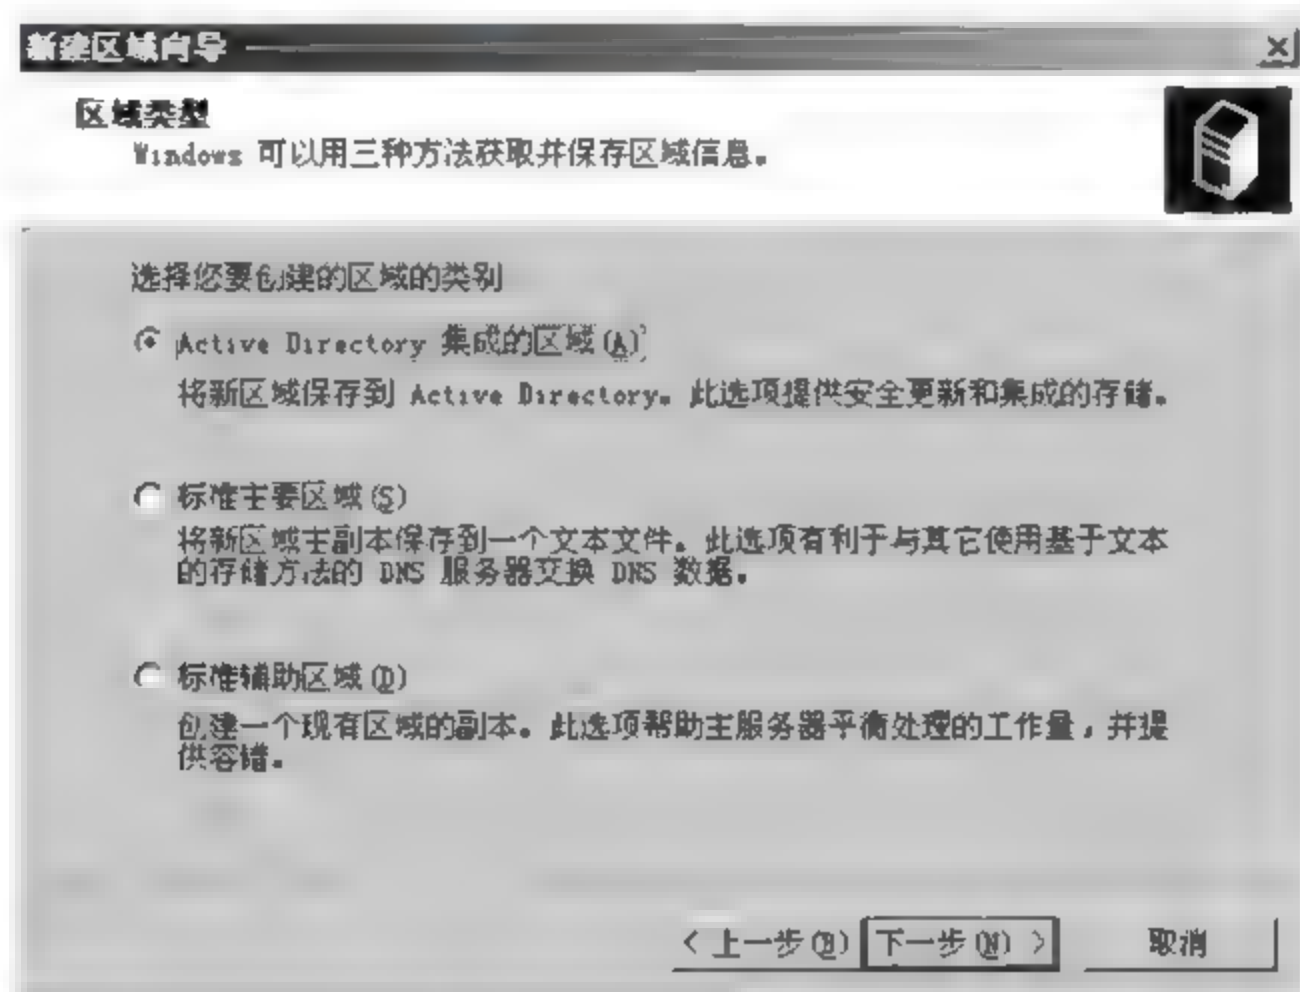 新建区域向导
区域类型
Windows 可以用三种方法获取并保存区域信息。
选择您要创建的区域的类别
Active Directory 集成的区域(A)
将新区域保存到 Active Directory。此选项提供安全更新和集成的存储。
标准主要区域(S)
将新区域主副本保存到一个文本文件。此选项有利于与其它使用基于文本
的存储方法的 DNS 服务器交换 DNS 数据。
标准辅助区域(D)
创建一个现有区域的副本。此选项帮助主服务器平衡处理的工作量，并提
供容错。
< 上一步(B) 下一步(N) > 取消